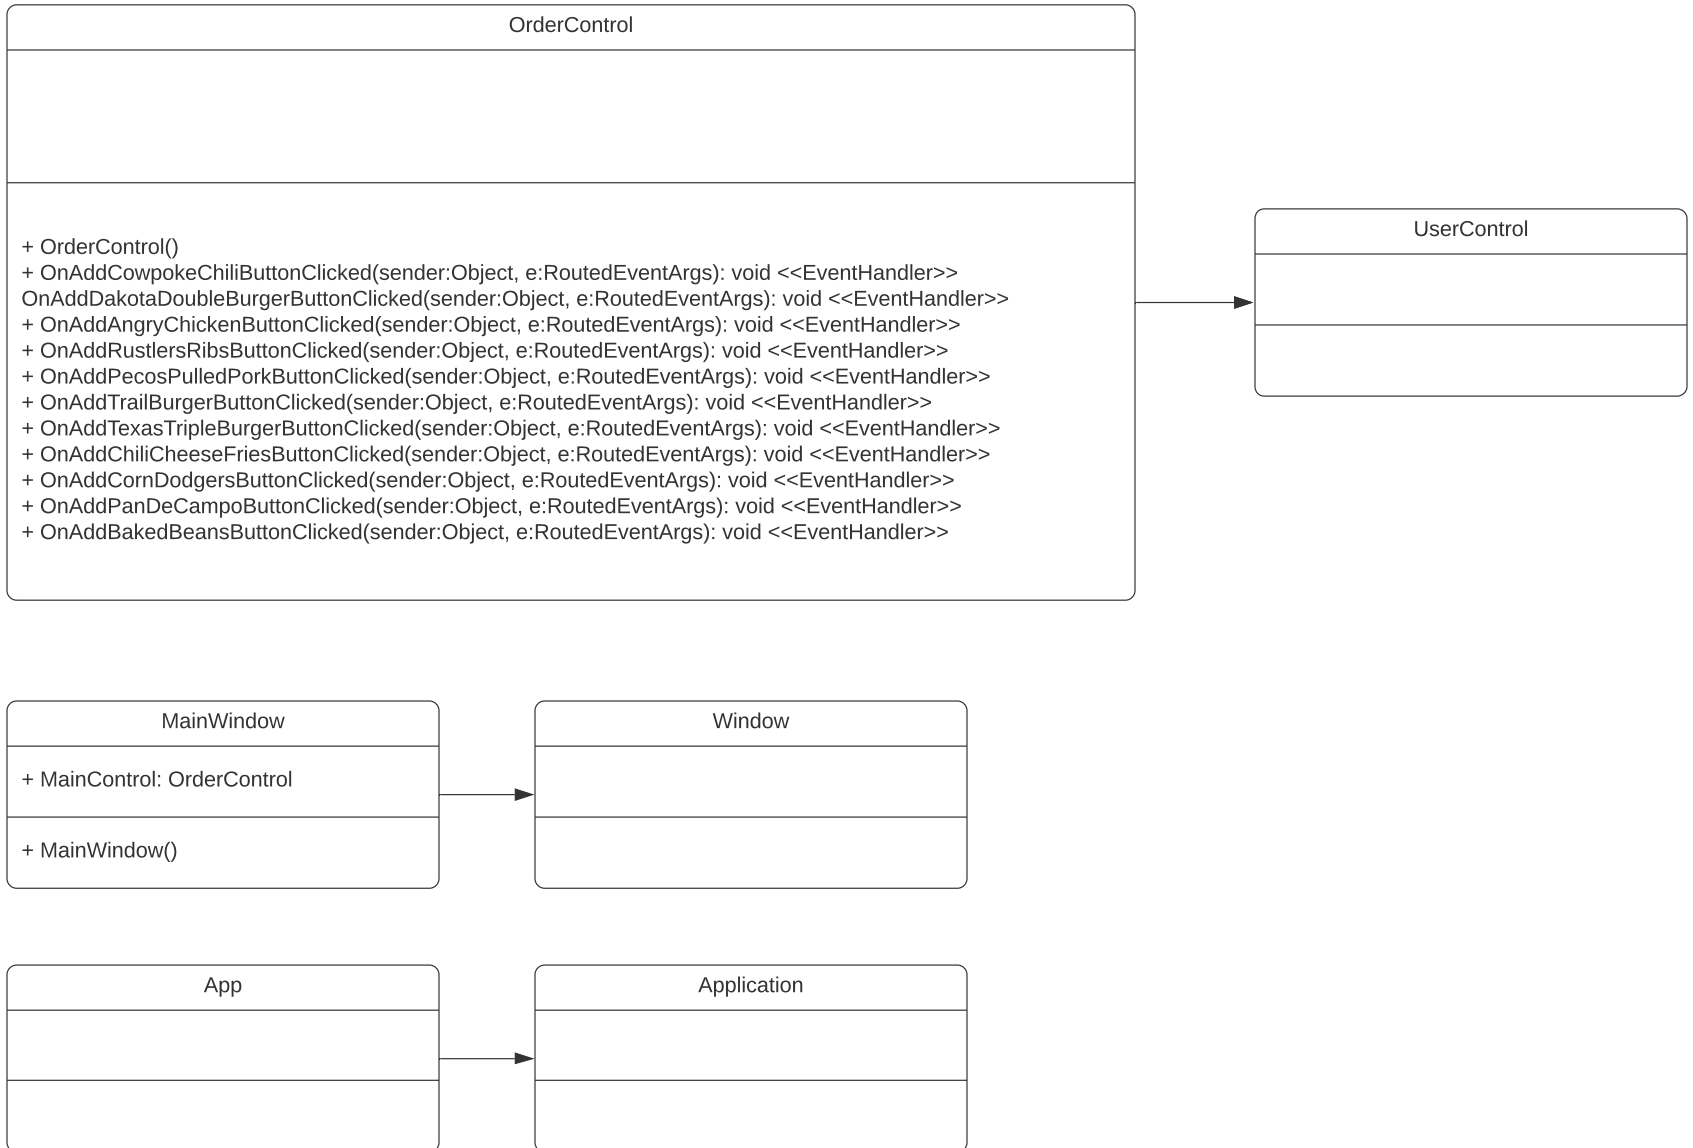 OrderControl
+ OrderControl()
+ OnAddCowpokeChiliButtonClicked(sender:Object, e:RoutedEventArgs): void <<EventHandler>>
OnAddDakotaDoubleBurgerButtonClicked(sender:Object, e:RoutedEventArgs): void <<EventHandler>>
+ OnAddAngryChickenButtonClicked(sender:Object, e:RoutedEventArgs): void <<EventHandler>>
+ OnAddRustlersRibsButtonClicked(sender:Object, e:RoutedEventArgs): void <<EventHandler>>
+ OnAddPecosPulledPorkButtonClicked(sender:Object, e:RoutedEventArgs): void <<EventHandler>>
+ OnAddTrailBurgerButtonClicked(sender:Object, e:RoutedEventArgs): void <<EventHandler>>
+ OnAddTexasTripleBurgerButtonClicked(sender:Object, e:RoutedEventArgs): void <<EventHandler>>
+ OnAddChiliCheeseFriesButtonClicked(sender:Object, e:RoutedEventArgs): void <<EventHandler>>
+ OnAddCornDodgersButtonClicked(sender:Object, e:RoutedEventArgs): void <<EventHandler>>
+ OnAddPanDeCampoButtonClicked(sender:Object, e:RoutedEventArgs): void <<EventHandler>>
+ OnAddBakedBeansButtonClicked(sender:Object, e:RoutedEventArgs): void <<EventHandler>>
UserControl
MainWindow
+ MainControl: OrderControl
+ MainWindow()
Window
App
Application